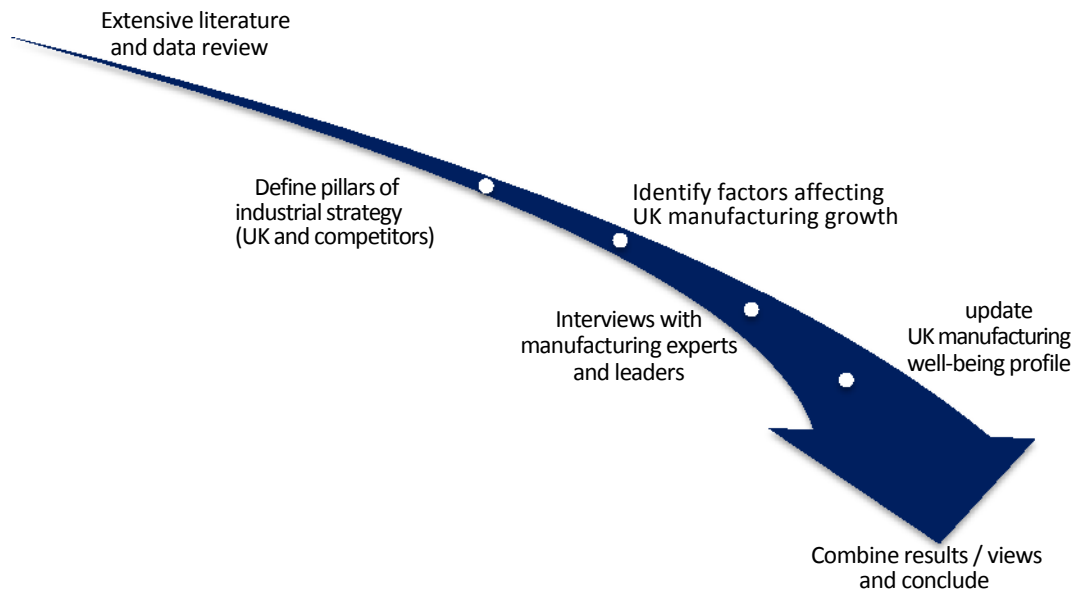 Extensive literature
and data review
Define pillars of
industrial strategy
(UK and competitors)
Identify factors affecting
UK manufacturing growth
Interviews with
manufacturing experts
and leaders
update
UK manufacturing
well-being profile
Combine results / views
and conclude